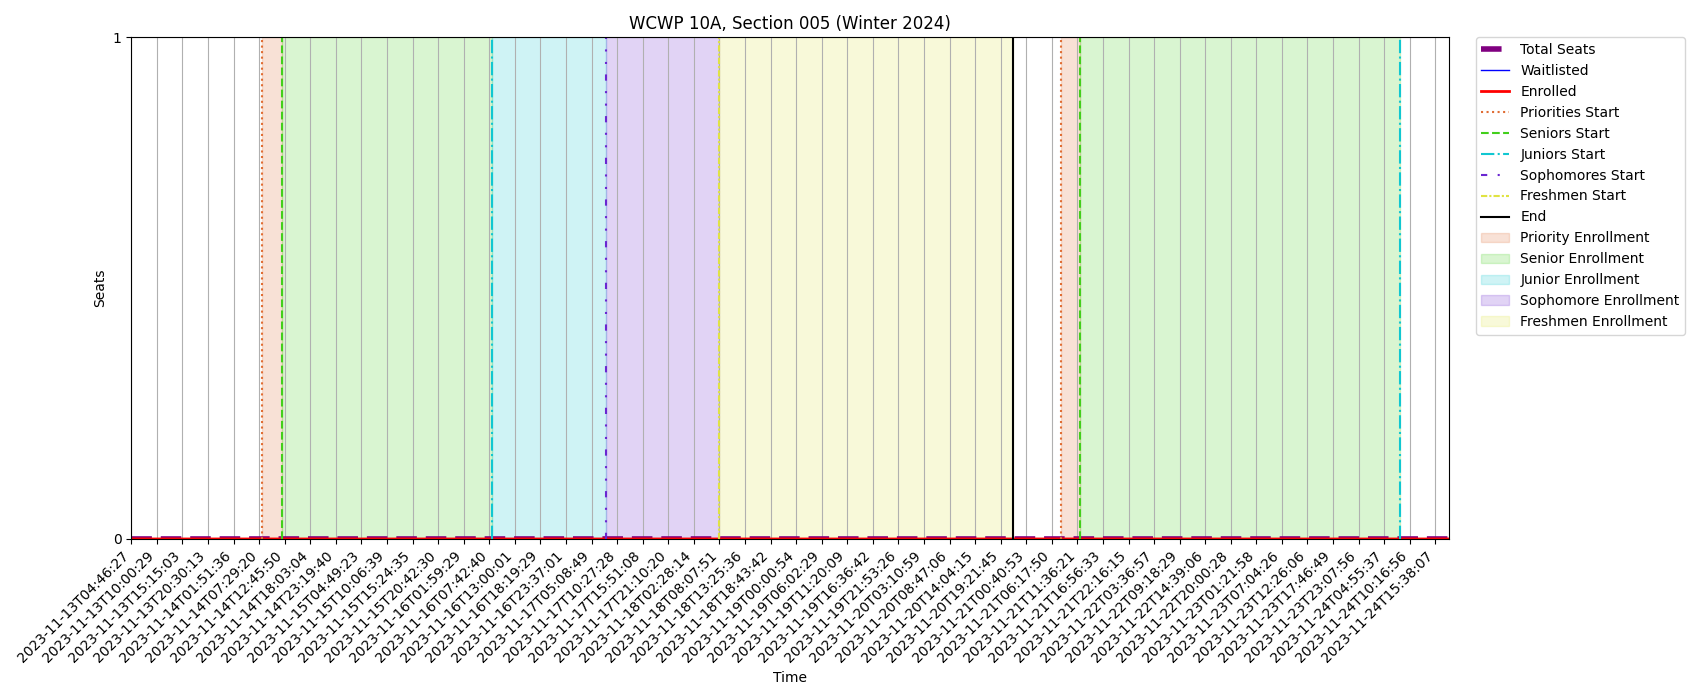 WCWP 10A, Section 005 (Winter 2024)
1
0
Seats
2023-11-13T04:46:27
2023-11-13T10:00:29
2023-11-13T15:15:03
2023-11-13T20:30:13
2023-11-14T01:51:36
2023-11-14T07:29:20
2023-11-14T12:45:50
2023-11-14T18:03:04
2023-11-14T23:19:40
2023-11-15T04:49:23
2023-11-15T10:06:39
2023-11-15T15:24:35
2023-11-15T20:42:30
2023-11-16T01:59:29
2023-11-16T07:42:40
2023-11-16T13:00:01
2023-11-16T18:19:29
2023-11-16T23:37:01
2023-11-17T05:08:49
2023-11-17T10:27:28
2023-11-17T15:51:08
2023-11-17T21:10:20
2023-11-18T02:28:14
2023-11-18T08:07:51
2023-11-18T13:25:36
2023-11-18T18:43:42
2023-11-19T00:00:54
2023-11-19T06:02:29
2023-11-19T11:20:09
2023-11-19T16:36:42
2023-11-19T21:53:26
2023-11-20T03:10:59
2023-11-20T08:47:06
2023-11-20T14:04:15
2023-11-20T19:21:45
2023-11-21T00:40:53
2023-11-21T06:17:50
2023-11-21T11:36:21
2023-11-21T16:56:33
2023-11-21T22:16:15
2023-11-22T03:36:57
2023-11-22T09:18:29
2023-11-22T14:39:06
2023-11-22T20:00:28
2023-11-23T01:21:58
2023-11-23T07:04:26
2023-11-23T12:26:06
2023-11-23T17:46:49
2023-11-23T23:07:56
2023-11-24T04:55:37
2023-11-24T10:16:56
2023-11-24T15:38:07
Time
Total Seats
Waitlisted
Enrolled
Priorities Start
Seniors Start
Juniors Start
Sophomores Start
Freshmen Start
End
Priority Enrollment
Senior Enrollment
Junior Enrollment
Sophomore Enrollment
Freshmen Enrollment